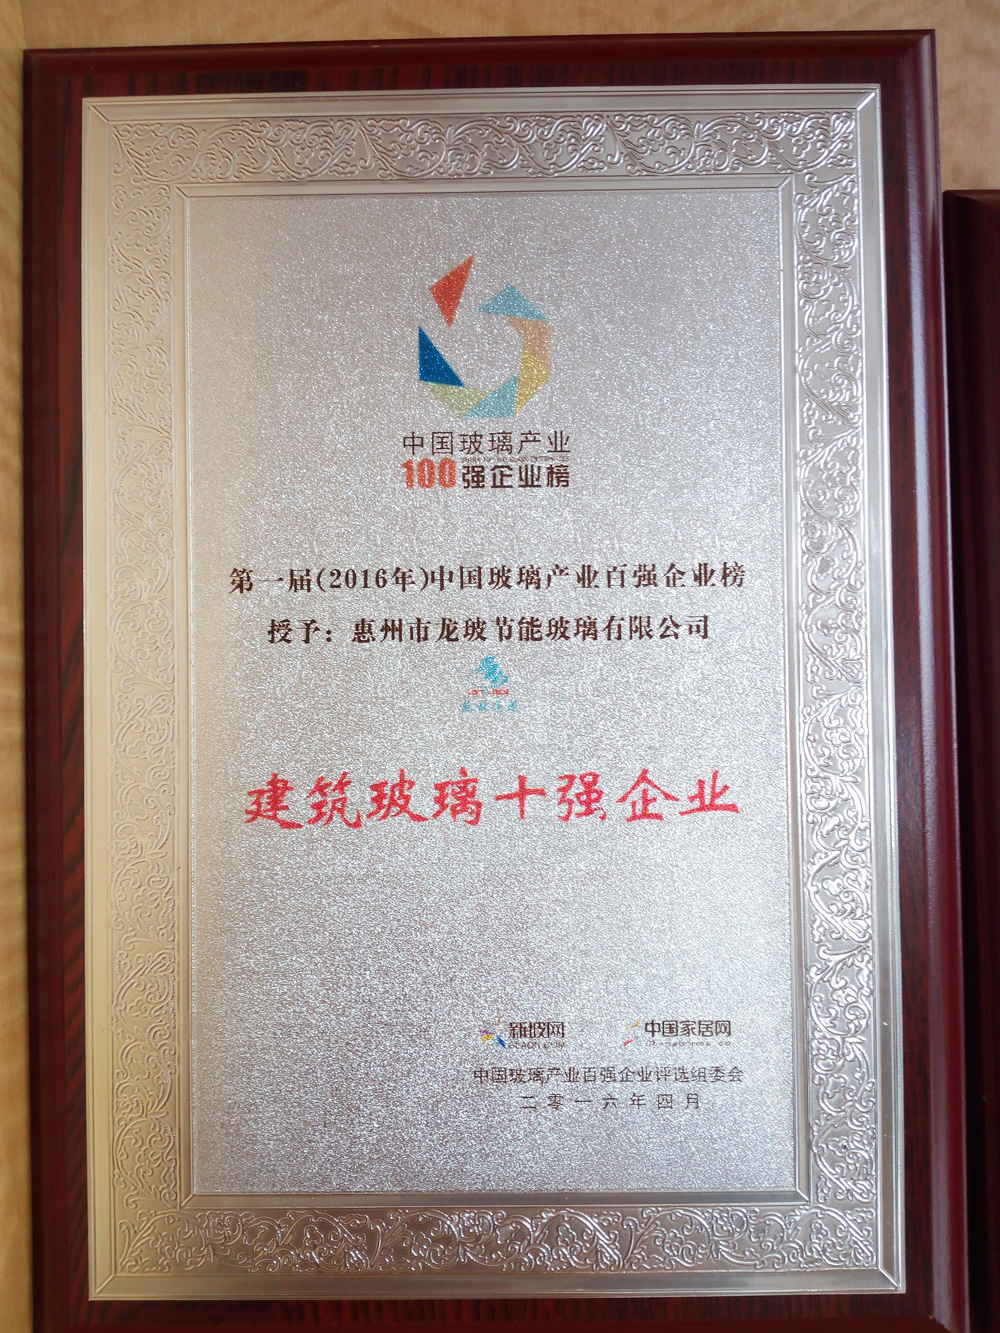 中国玻璃产业
100强企业榜
第一届(2016年)中国玻璃产业百强企业榜
授予：惠州市龙玻节能玻璃有限公司
建筑玻璃十强企业
新玻网
中国家居网
中国玻璃产业百强企业评选组委会
二零一六年四月